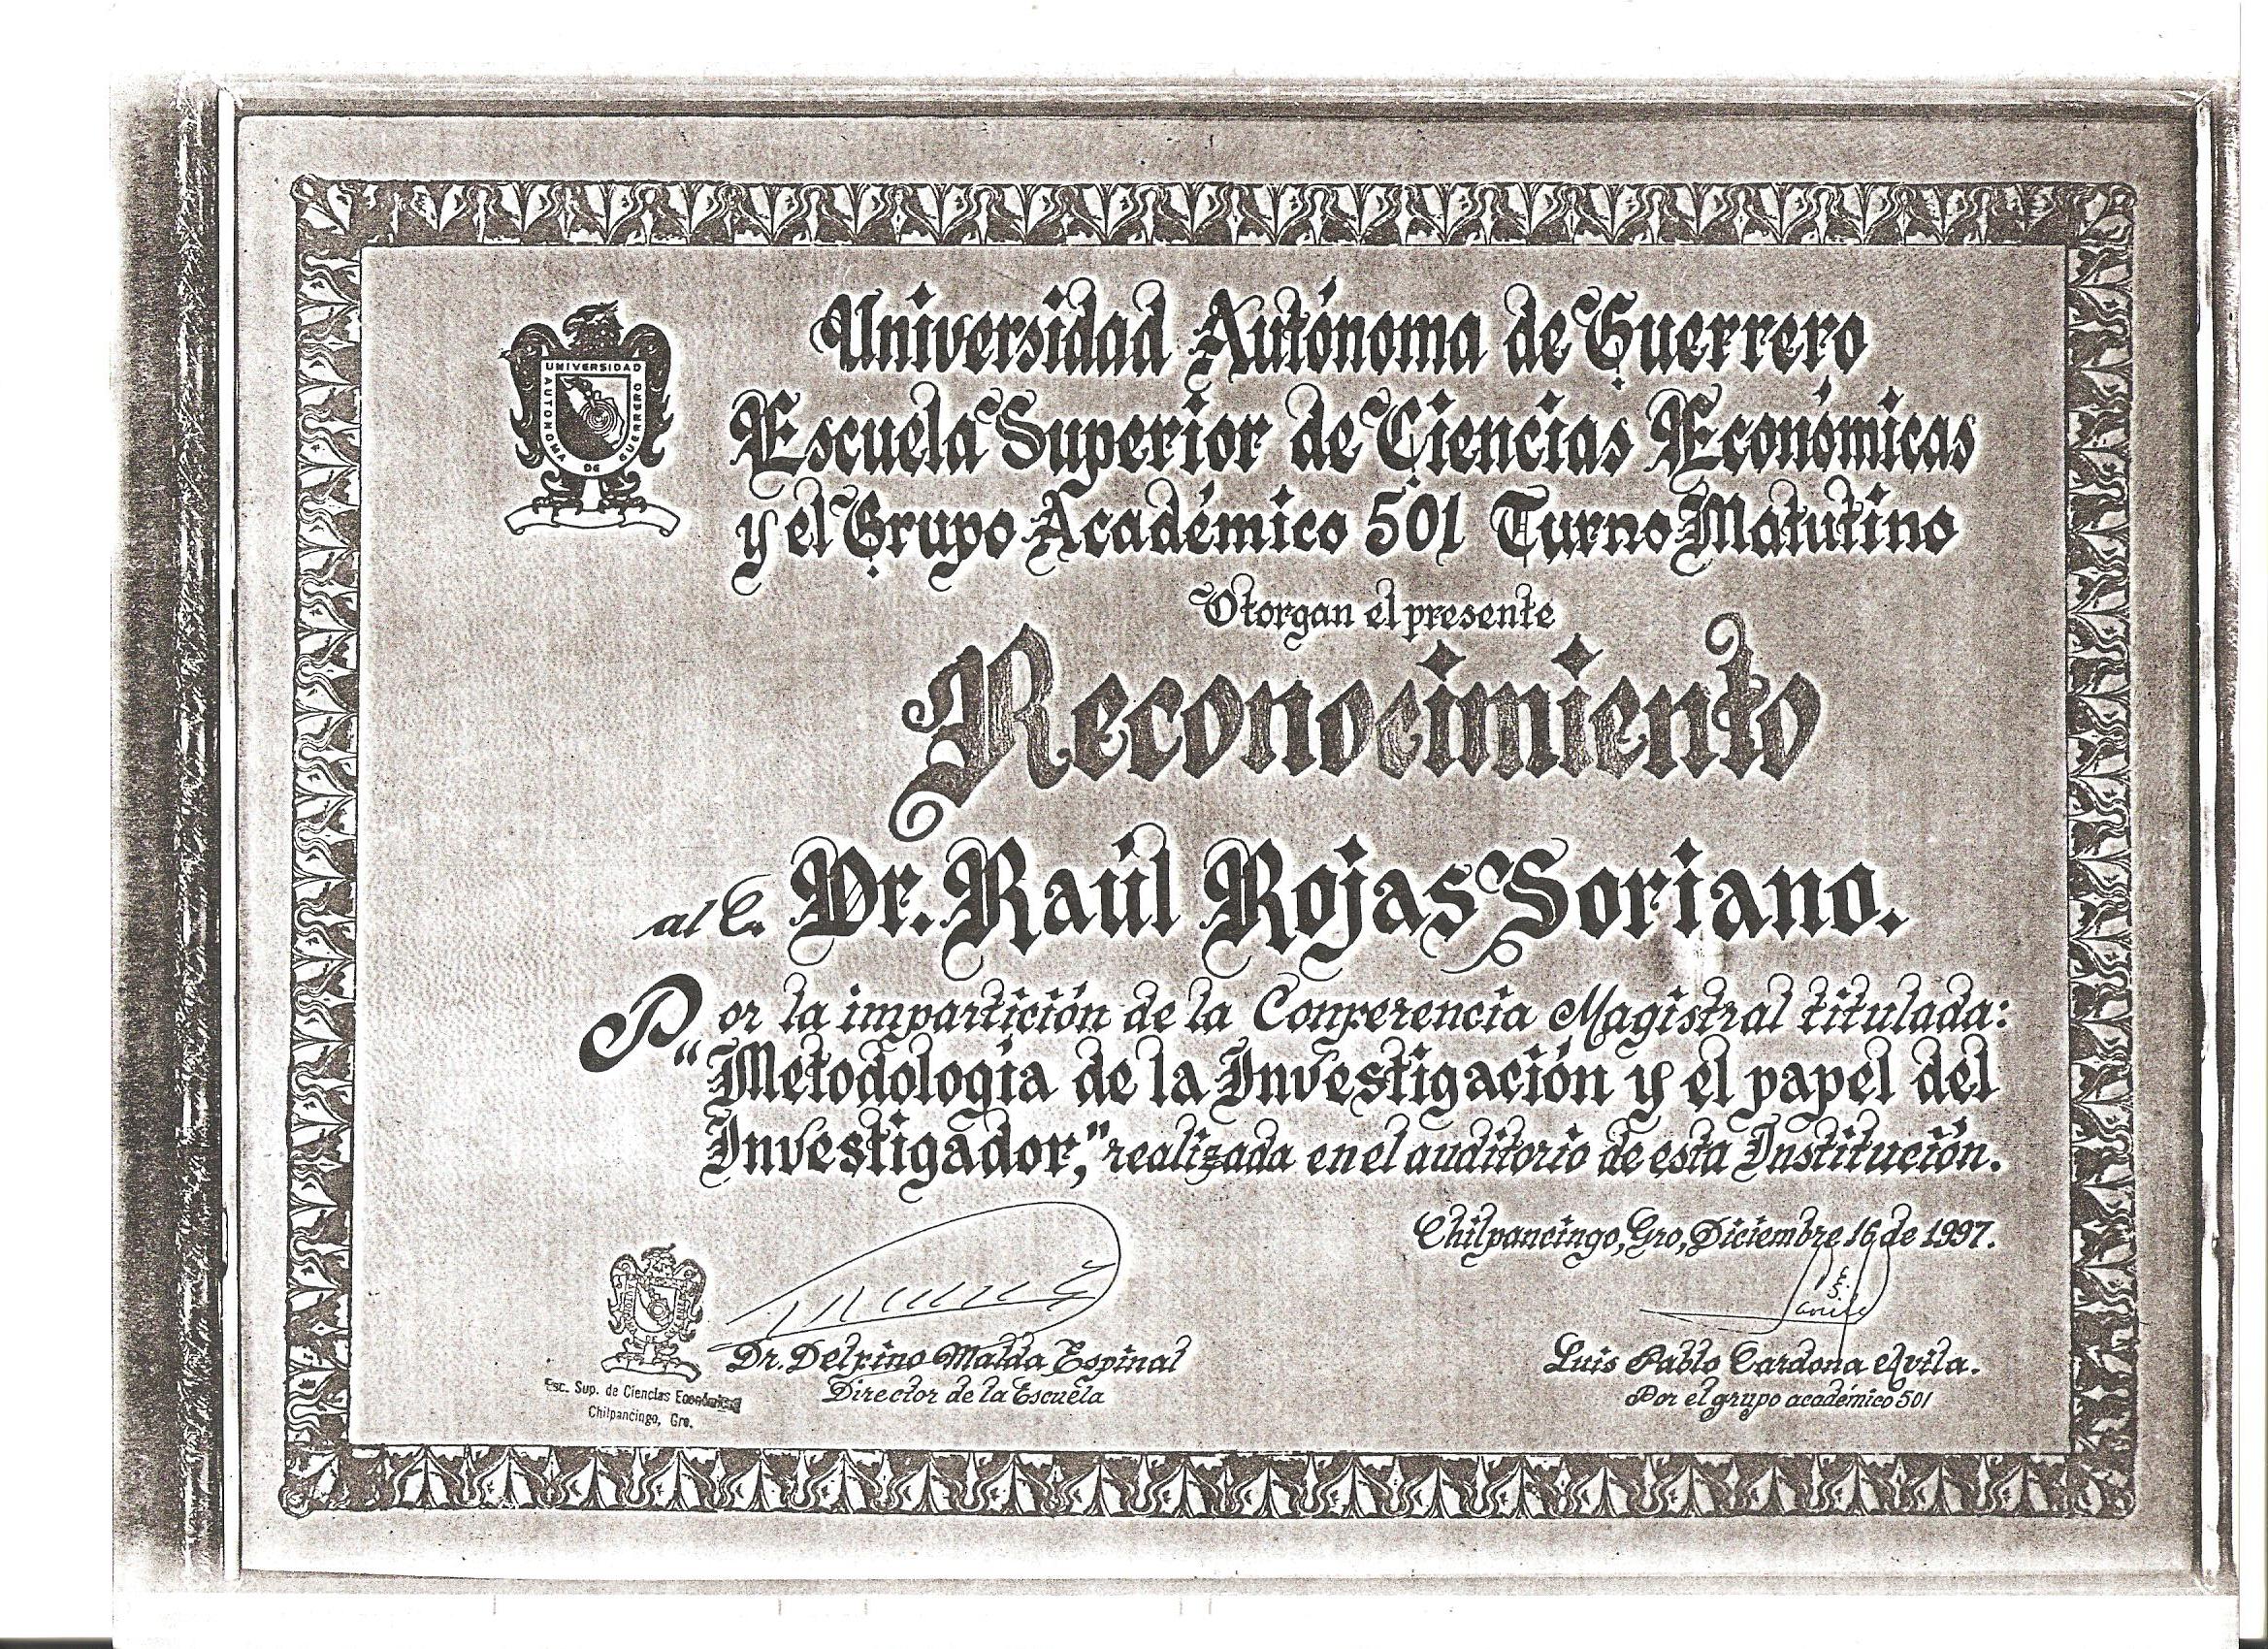 UNIVERSIDAD AUTONOMA DE GUERRERO
Universidad Autónoma de Guerrero
Escuela Superior de Ciencias Económicas
y el Grupo Académico 501 Turno Matutino
Otorgan el presente
Reconocimiento
al C. Dr. Raúl Rojas Soriano.
Por la impartición de la Conferencia Magistral titulada:
"Metodología de la Investigación y el papel del
Investigador," realizada en el auditorio de esta Institución.
Chilpancingo, Gro, Diciembre 16 de 1997.
Dr. Delfino Malda Espinal
Director de la Escuela
Luis Pablo Cardona Avila.
Por el grupo académico 501
Esc. Sup. de Ciencias Económicas
Chilpancingo, Gro.